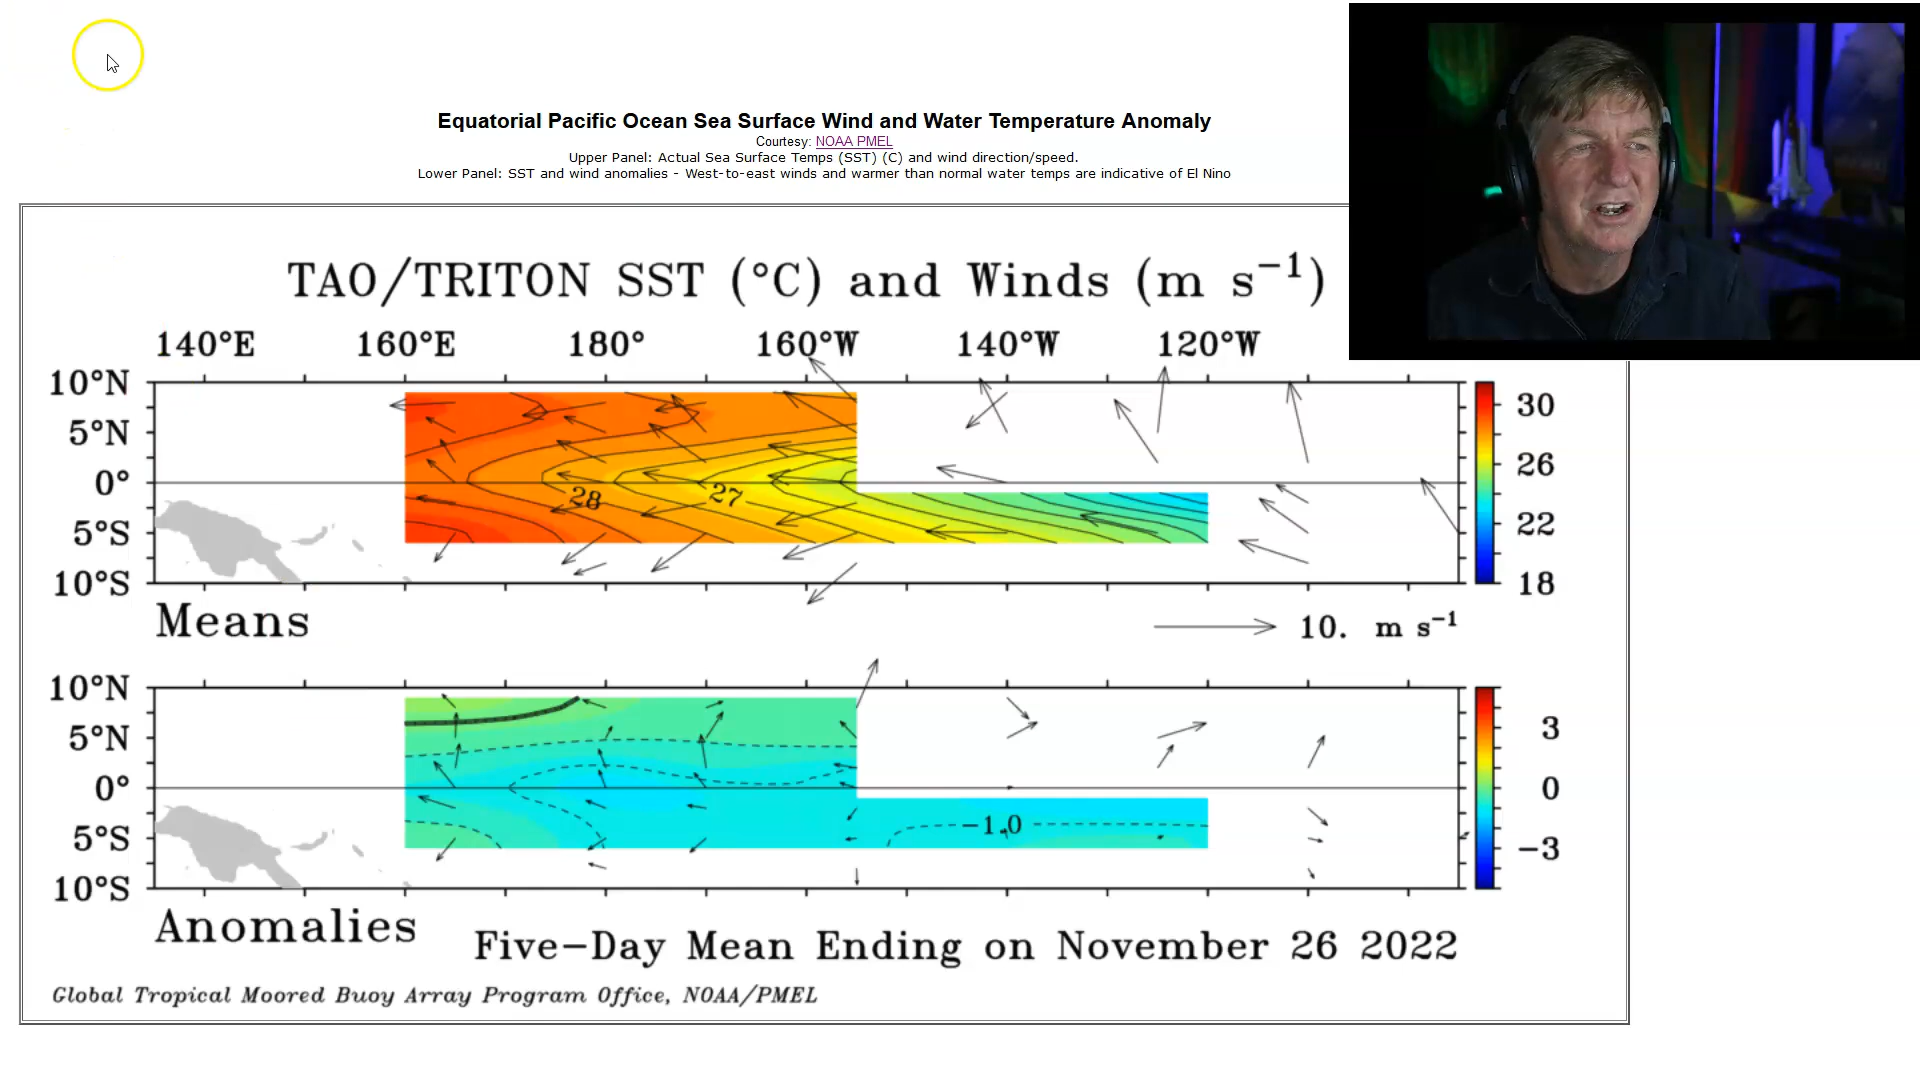 Equatorial Pacific Ocean Sea Surface Wind and Water Temperature Anomaly
Courtesy: NOAA PMEL
Upper Panel: Actual Sea Surface Temps (SST) (C) and wind direction/speed.
Lower Panel: SST and wind anomalies - West-to-east winds and warmer than normal water temps are indicative of El Nino
TAO/TRITON SST (°C) and Winds (m s⁻¹)
140°E 160°E 180° 160°W 140°W 120°W
10°N
5°N
0°
5°S
10°S
28
27
30
26
22
18
Means
10. m s⁻¹
10°N
5°N
0°
5°S
10°S
-1.0
3
0
-3
Anomalies
Five-Day Mean Ending on November 26 2022
Global Tropical Moored Buoy Array Program Office, NOAA/PMEL